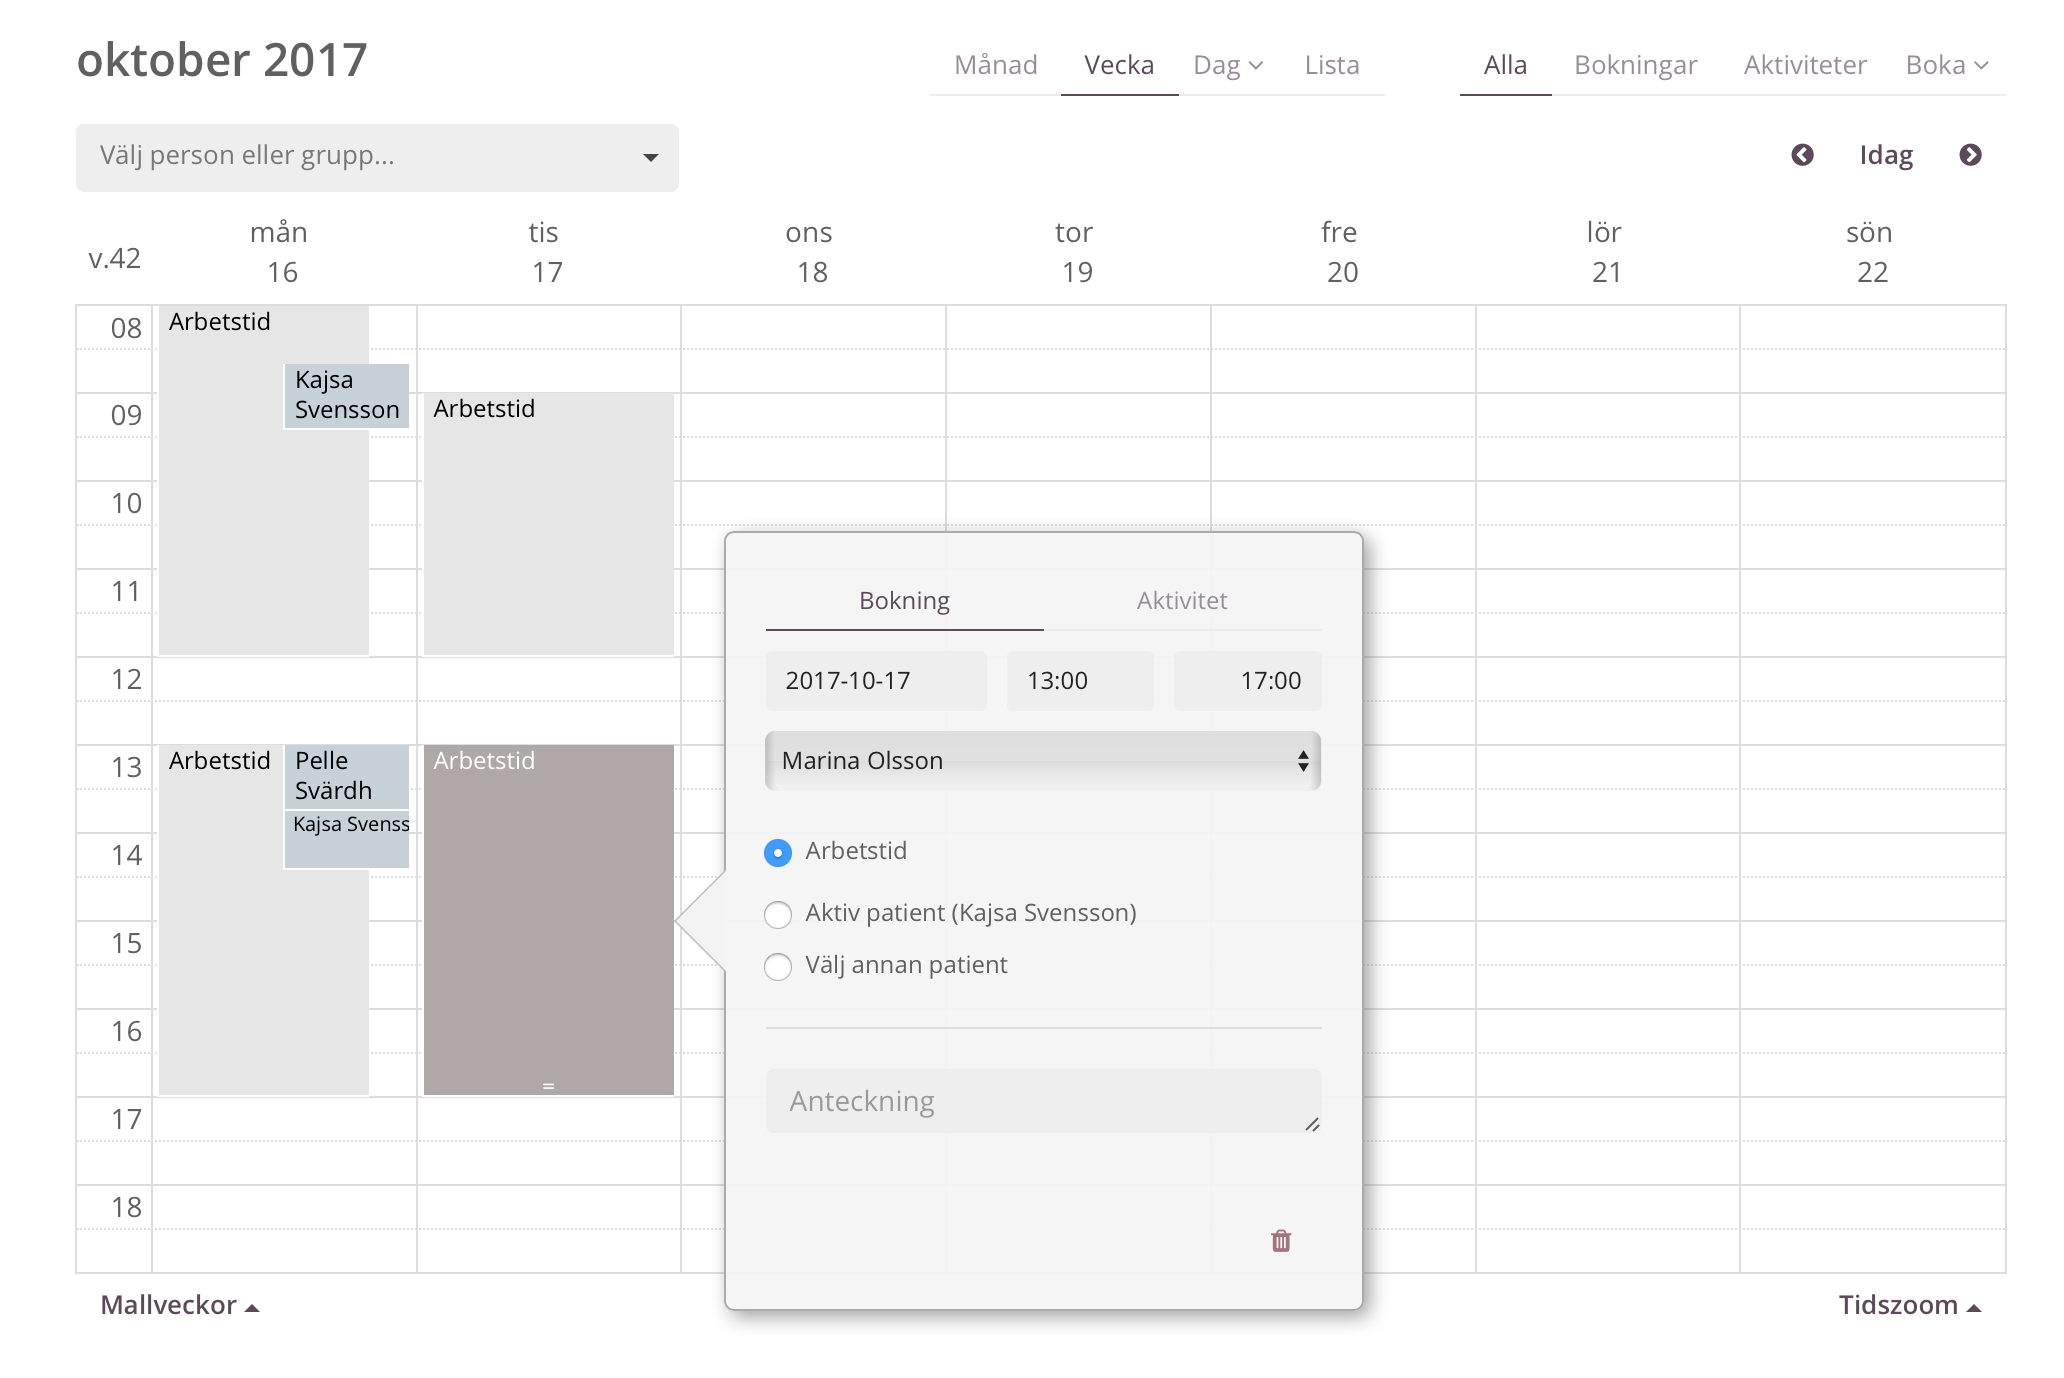 oktober 2017
Månad Vecka Dag Lista Alla Bokningar Aktiviteter Boka
Välj person eller grupp...
Idag
v.42
mån tis ons tor fre lör sön
16 17 18 19 20 21 22
08
Arbetstid
Kajsa
Svensson
09
Arbetstid
10
11
12
13
Arbetstid
Pelle
Svärdh
Kajsa Svenss
Arbetstid
=
14
15
16
17
18
Bokning Aktivitet
2017-10-17 13:00 17:00
Marina Olsson
Arbetstid
Aktiv patient (Kajsa Svensson)
Välj annan patient
Anteckning
Mallveckor
Tidszoom